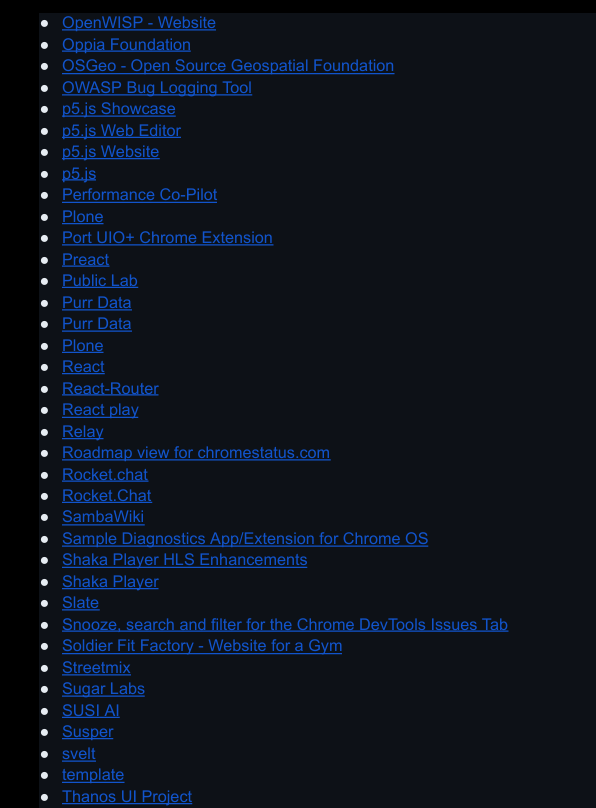 OpenWISP - Website
Oppia Foundation
OSGeo - Open Source Geospatial Foundation
OWASP Bug Logging Tool
p5.js Showcase
p5.js Web Editor
p5.js Website
p5.js
Performance Co-Pilot
Plone
Port UIO+ Chrome Extension
Preact
Public Lab
Purr Data
Purr Data
Plone
React
React-Router
React play
Relay
Roadmap view for chromestatus.com
Rocket.chat
Rocket.Chat
SambaWiki
Sample Diagnostics App/Extension for Chrome OS
Shaka Player HLS Enhancements
Shaka Player
Slate
Snooze, search and filter for the Chrome DevTools Issues Tab
Soldier Fit Factory - Website for a Gym
Streetmix
Sugar Labs
SUSI AI
Susper
svelt
template
Thanos UI Project